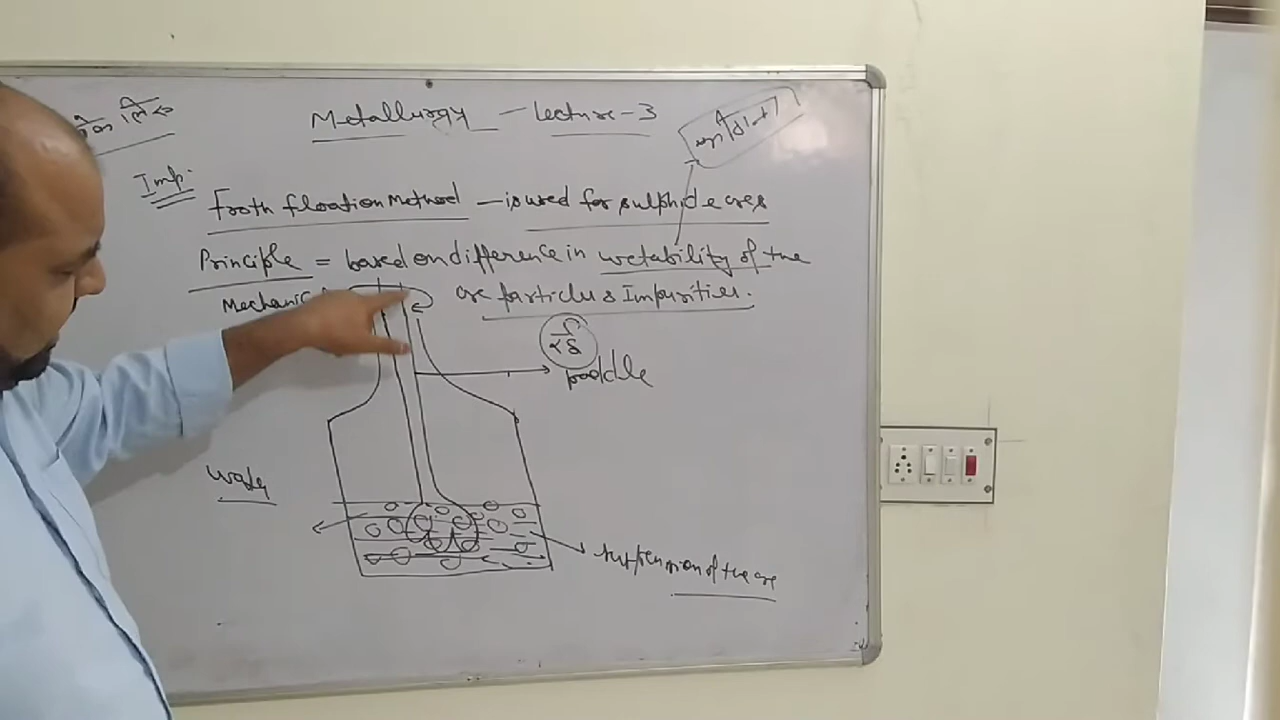 Metallurgy - Lecture-3
Imp.
Froth floation Method - is used for sulphide ores
Principle = based on difference in wetability of the
ore particles & Impurities.
Mechanic
paddle
Water
suspension of the ore